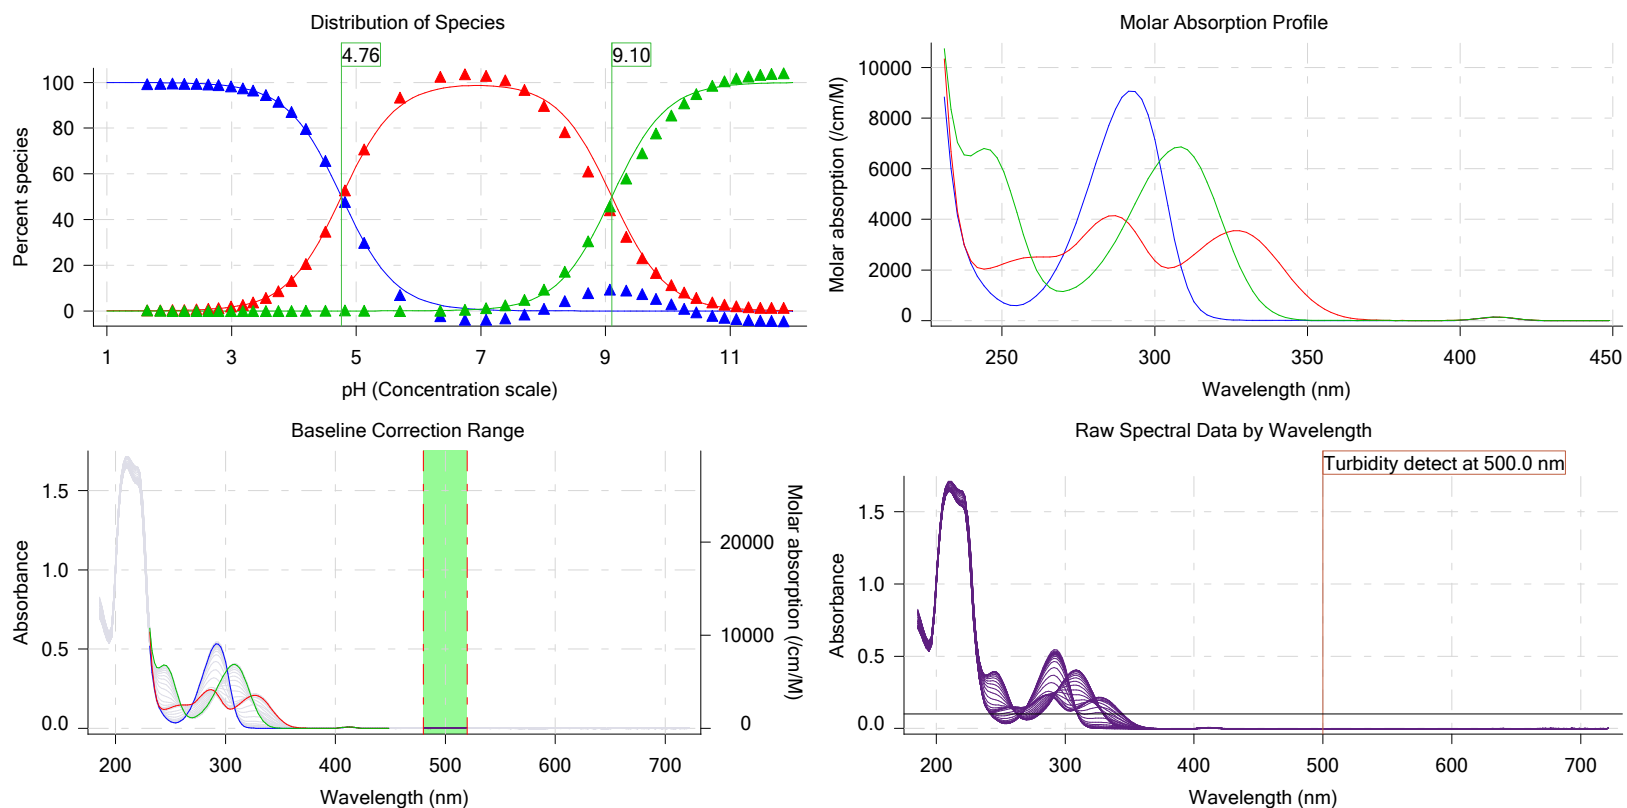 Distribution of Species
4.76
9.10
100
80
60
40
20
0
Percent species
1 3 5 7 9 11
pH (Concentration scale)
Molar Absorption Profile
10000
8000
6000
4000
2000
0
Molar absorption (/cm/M)
250 300 350 400 450
Wavelength (nm)
Baseline Correction Range
1.5
1.0
0.5
0.0
Absorbance
20000
10000
0
Molar absorption (/cm/M)
200 300 400 500 600 700
Wavelength (nm)
Raw Spectral Data by Wavelength
Turbidity detect at 500.0 nm
1.5
1.0
0.5
0.0
Absorbance
200 300 400 500 600 700
Wavelength (nm)